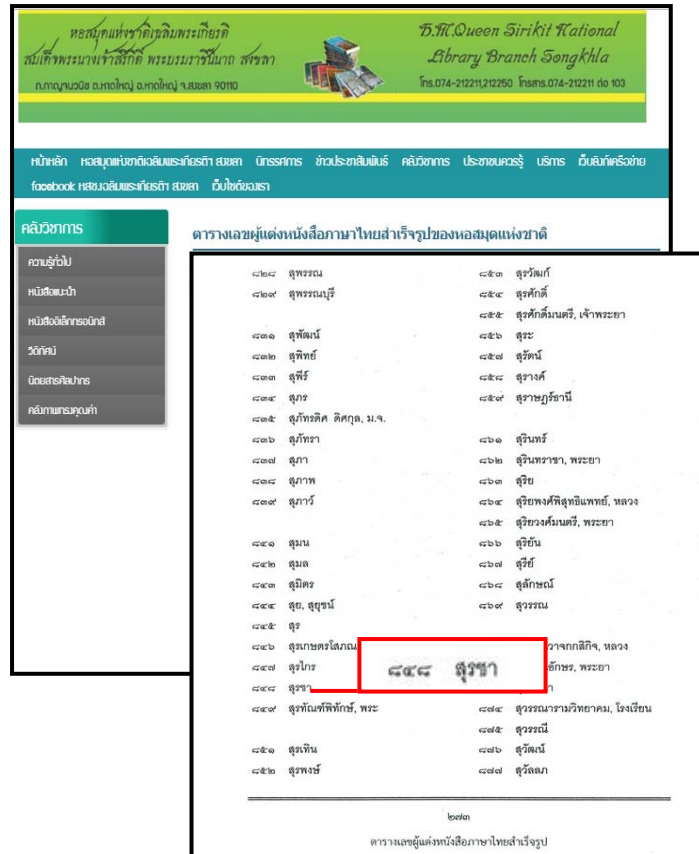 หอสมุดแห่งชาติเฉลิมพระเกียรติ
สมเด็จพระนางเจ้าสิริกิติ์ พระบรมราชินีนาถ สงขลา
ถ.กาญจนวนิช ต.หาดใหญ่ อ.หาดใหญ่ จ.สงขลา 90110
H.M.Queen Sirikit National
Library Branch Songkhla
โทร.074-212211,212250 โทรสาร.074-212211 ต่อ 103
หน้าหลัก หอสมุดแห่งชาติเฉลิมพระเกียรติฯ สงขลา นิทรรศการ ข่าวประชาสัมพันธ์ คลังวิชาการ ประชาชนควรรู้ บริการ เว็บลิงก์เครือข่าย
facebook หสช.เฉลิมพระเกียรติฯ สงขลา เว็บไซต์ของเรา
คลังวิชาการ
ความรู้ทั่วไป
หนังสือแนะนำ
หนังสืออิเล็กทรอนิกส์
วีดิทัศน์
นิตยสารศิลปากร
คลังภาพทรงคุณค่า
ตารางเลขผู้แต่งหนังสือภาษาไทยสำเร็จรูปของหอสมุดแห่งชาติ
๘๒๘ สุพรรณ
๘๒๙ สุพรรณบุรี
๘๓๑ สุพัฒน์
๘๓๒ สุพิทย์
๘๓๓ สุพีร์
๘๓๔ สุภร
๘๓๕ สุภัทรดิศ ดิศกุล, ม.จ.
๘๓๖ สุภัทรา
๘๓๗ สุภา
๘๓๘ สุภาพ
๘๓๙ สุภาว์
๘๔๑ สุมน
๘๔๒ สุมล
๘๔๓ สุมิตร
๘๔๔ สุย, สุยุชน์
๘๔๕ สุร
๘๔๖ สุรเกษตรโสภณ
๘๔๗ สุรไกร
๘๔๘ สุรชา
๘๔๙ สุรทัณฑ์พิทักษ์, พระ
๘๕๑ สุรเทิน
๘๕๒ สุรพงษ์
๘๕๓ สุรวัฒก์
๘๕๔ สุรศักดิ์
๘๕๕ สุรศักดิ์มนตรี, เจ้าพระยา
๘๕๖ สุระ
๘๕๗ สุรัตน์
๘๕๘ สุรางค์
๘๕๙ สุราษฎร์ธานี
๘๖๑ สุรินทร์
๘๖๒ สุรินทราชา, พระยา
๘๖๓ สุริย
๘๖๔ สุริยพงศ์พิสุทธิแพทย์, หลวง
๘๖๕ สุริยวงศ์มนตรี, พระยา
๘๖๖ สุริยัน
๘๖๗ สุรีย์
๘๖๘ สุลักษณ์
๘๖๙ สุวรรณ
วาจกกสิกิจ, หลวง
อักษร, พระยา
า
๘๗๔ สุวรรณารามวิทยาคม, โรงเรียน
๘๗๕ สุวรรณี
๘๗๖ สุวัฒน์
๘๗๗ สุวัลลภ
๘๔๘ สุรชา
๒๗๓
ตารางเลขผู้แต่งหนังสือภาษาไทยสำเร็จรูป